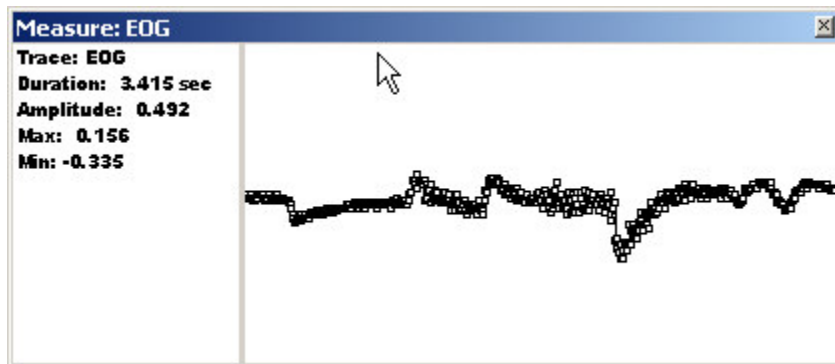 Measure: EOG
Trace: EOG
Duration: 3.415 sec
Amplitude: 0.492
Max: 0.156
Min: -0.335